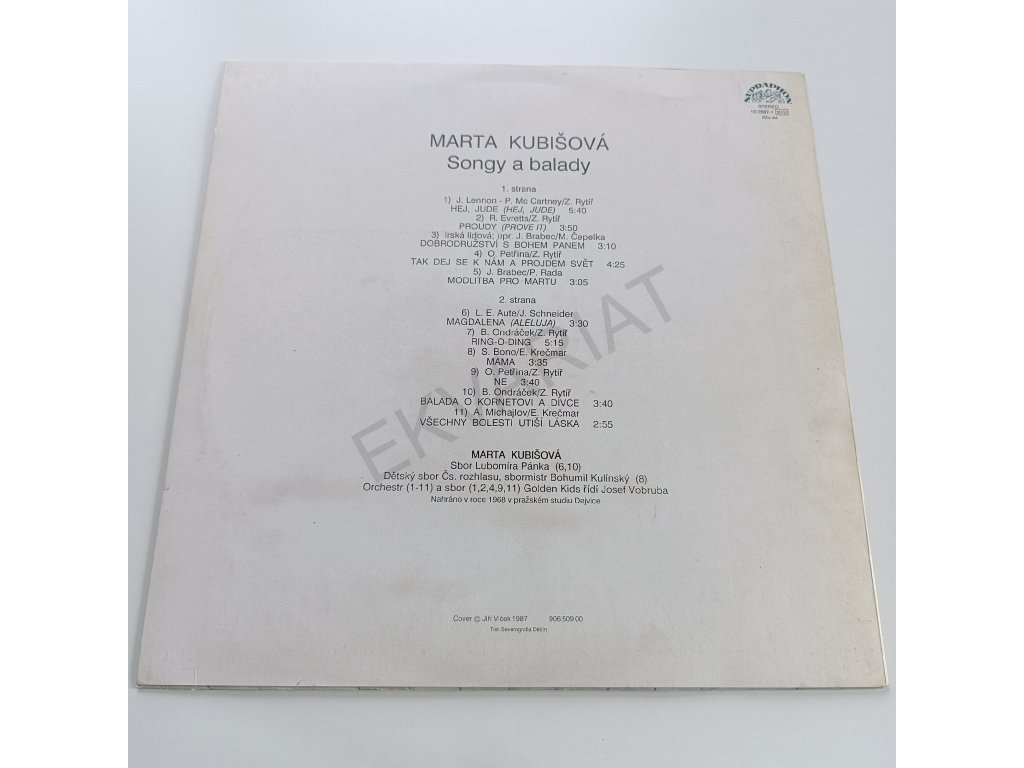 SUPRAPHON
STEREO
MARTA KUBIŠOVÁ
Songy a balady
1. strana
1) J. Lennon - P. Mc Cartney/Z. Rytíř
HEJ, JUDE (HEJ, JUDE) 5:40
2) R. Evretts/Z. Rytíř
PROUDY (PROVE IT) 3:50
3) Irská lidová; upr. J. Brabec/M. Čapelka
DOBRODRUŽSTVÍ S BOHEM PANEM 3:10
4) O. Petřina/Z. Rytíř
TAK DEJ SE K NÁM A PROJDEM SVĚT 4:25
5) J. Brabec/P. Rada
MODLITBA PRO MARTU 3:05
2. strana
6) L. E. Aute/J. Schneider
MAGDALENA (ALELUJA) 3:30
7) B. Ondráček/Z. Rytíř
RING-O-DING 5:15
8) S. Bono/E. Krečmar
MAMA 3:35
9) O. Petřina/Z. Rytíř
NE 3:40
10) B. Ondráček/Z. Rytíř
BALADA O KORNETOVI A DÍVCE 3:40
11) A. Michajlov/E. Krečmar
VŠECHNY BOLESTI UTIŠÍ LÁSKA 2:55
EKVARIAT
MARTA KUBIŠOVÁ
Sbor Lubomíra Pánka (6,10)
Dětský sbor Čs. rozhlasu, sbormistr Bohumil Kulínský (8)
Orchestr (1-11) a sbor (1,2,4,9,11) Golden Kids řídí Josef Vobruba
Nahráno v roce 1968 v pražském studiu Dejvice
Cover © Jiří Vlček 1987 906 509 00
Tisk Severografia Děčín